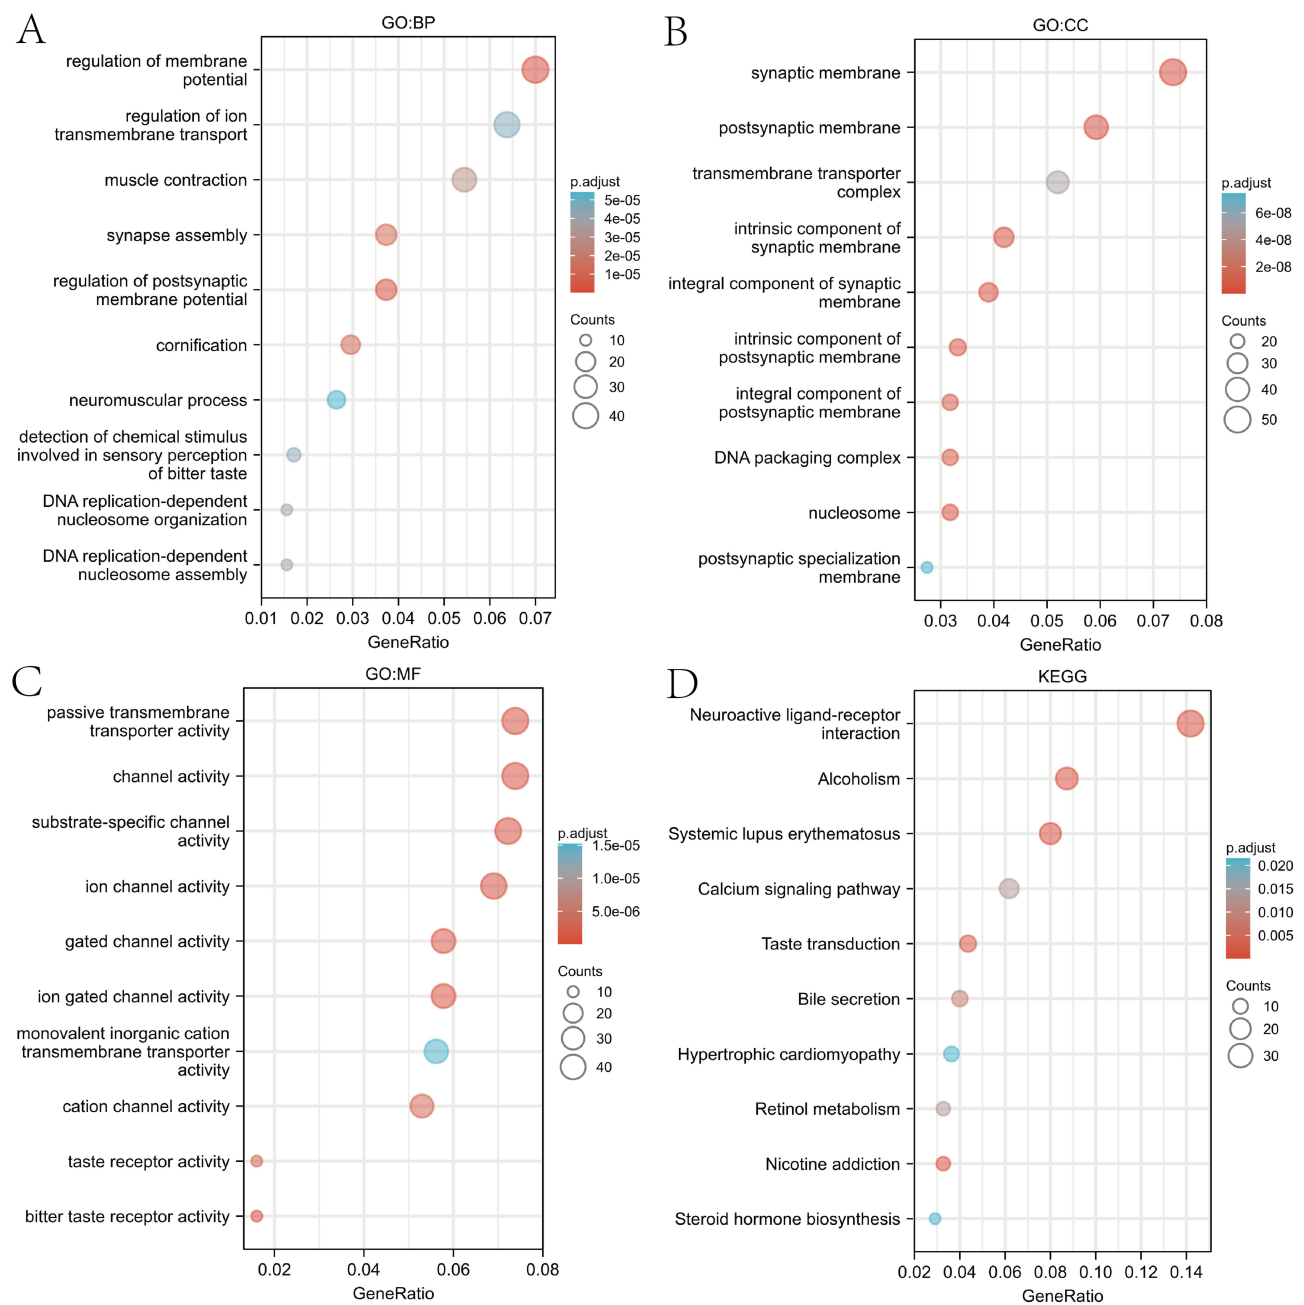 A
GO:BP
regulation of membrane
potential
regulation of ion
transmembrane transport
muscle contraction
synapse assembly
regulation of postsynaptic
membrane potential
cornification
neuromuscular process
detection of chemical stimulus
involved in sensory perception
of bitter taste
DNA replication-dependent
nucleosome organization
DNA replication-dependent
nucleosome assembly
0.01 0.02 0.03 0.04 0.05 0.06 0.07
GeneRatio
p.adjust
5e-05
4e-05
3e-05
2e-05
1e-05
Counts
10
20
30
40
B
GO:CC
synaptic membrane
postsynaptic membrane
transmembrane transporter
complex
intrinsic component of
synaptic membrane
integral component of synaptic
membrane
intrinsic component of
postsynaptic membrane
integral component of
postsynaptic membrane
DNA packaging complex
nucleosome
postsynaptic specialization
membrane
0.03 0.04 0.05 0.06 0.07 0.08
GeneRatio
p.adjust
6e-08
4e-08
2e-08
Counts
20
30
40
50
C
GO:MF
passive transmembrane
transporter activity
channel activity
substrate-specific channel
activity
ion channel activity
gated channel activity
ion gated channel activity
monovalent inorganic cation
transmembrane transporter
activity
cation channel activity
taste receptor activity
bitter taste receptor activity
0.02 0.04 0.06 0.08
GeneRatio
p.adjust
1.5e-05
1.0e-05
5.0e-06
Counts
10
20
30
40
D
KEGG
Neuroactive ligand-receptor
interaction
Alcoholism
Systemic lupus erythematosus
Calcium signaling pathway
Taste transduction
Bile secretion
Hypertrophic cardiomyopathy
Retinol metabolism
Nicotine addiction
Steroid hormone biosynthesis
0.02 0.04 0.06 0.08 0.10 0.12 0.14
GeneRatio
p.adjust
0.020
0.015
0.010
0.005
Counts
10
20
30